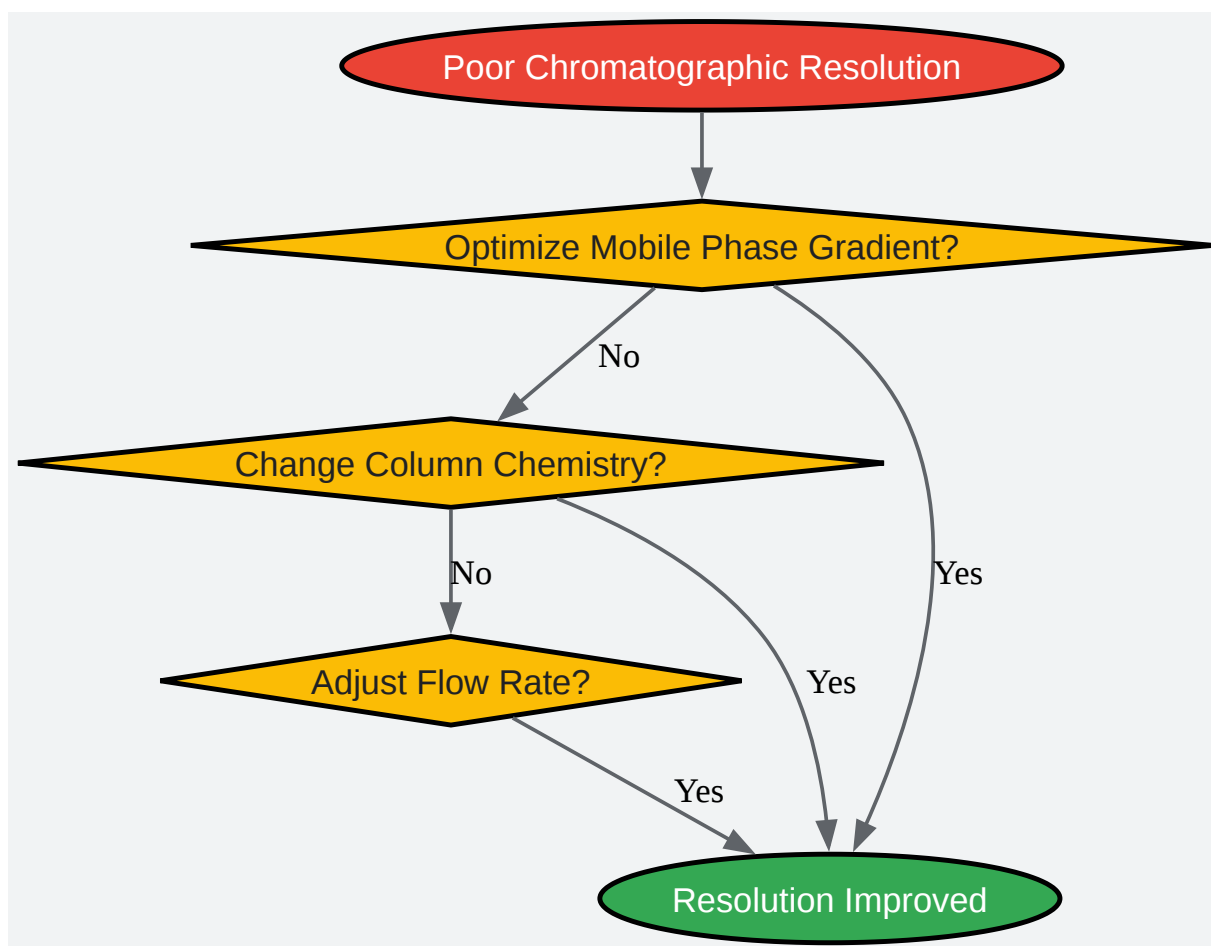 Poor Chromatographic Resolution
Optimize Mobile Phase Gradient?
No
Change Column Chemistry?
No
Yes
Adjust Flow Rate?
Yes
Yes
Resolution Improved